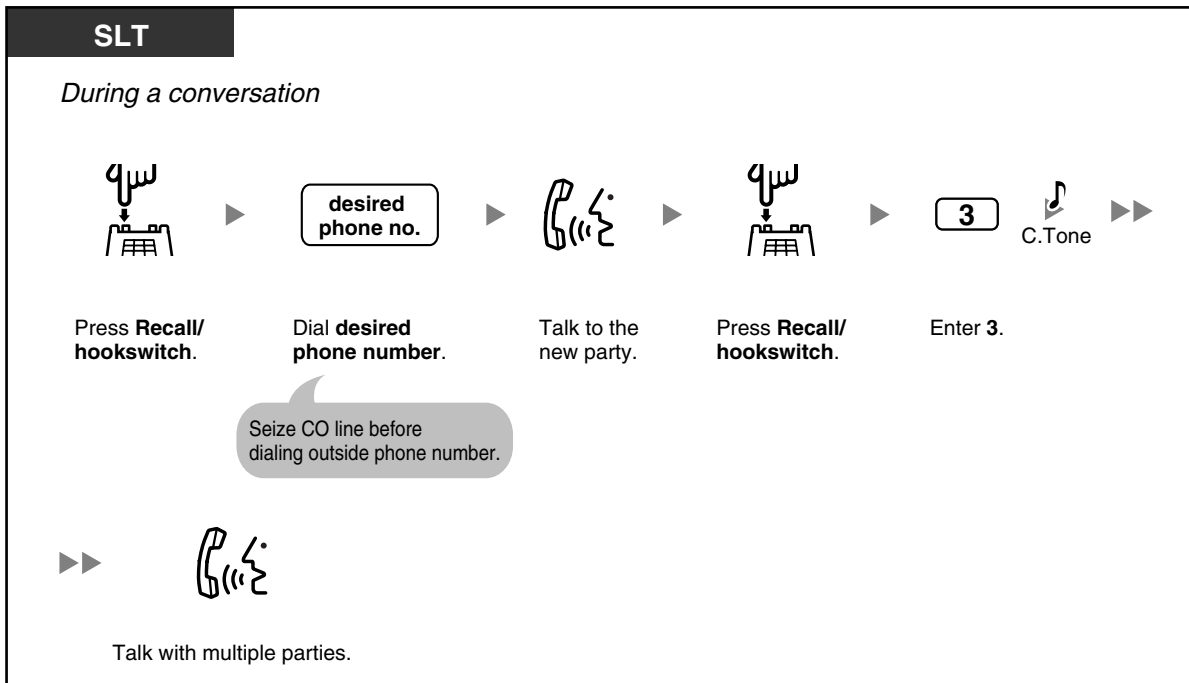 SLT
During a conversation
desired
phone no.
3
C.Tone
Press Recall/
hookswitch.
Dial desired
phone number.
Talk to the
new party.
Press Recall/
hookswitch.
Enter 3.
Seize CO line before
dialing outside phone number.
Talk with multiple parties.